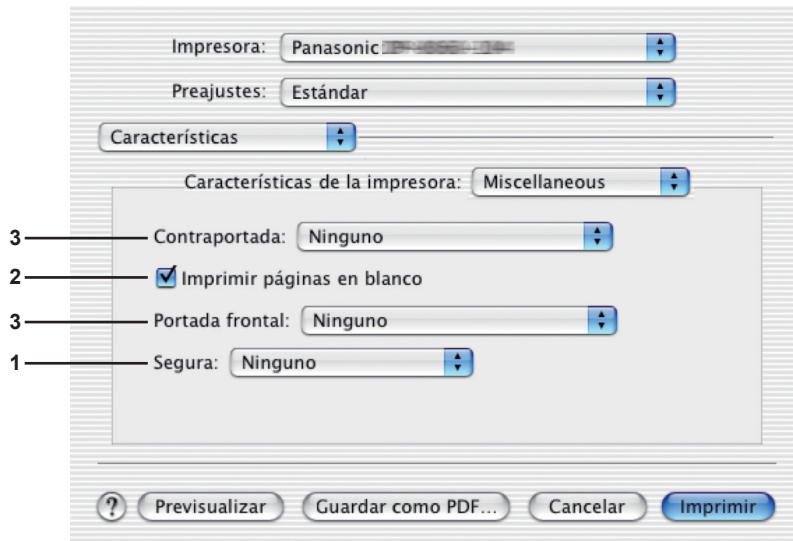 Impresora: Panasonic
Preajustes: Estándar
Características
Características de la impresora: Miscellaneous
3 Contraportada: Ninguno
2 Imprimir páginas en blanco
3 Portada frontal: Ninguno
1 Segura: Ninguno
? Previsualizar Guardar como PDF... Cancelar Imprimir